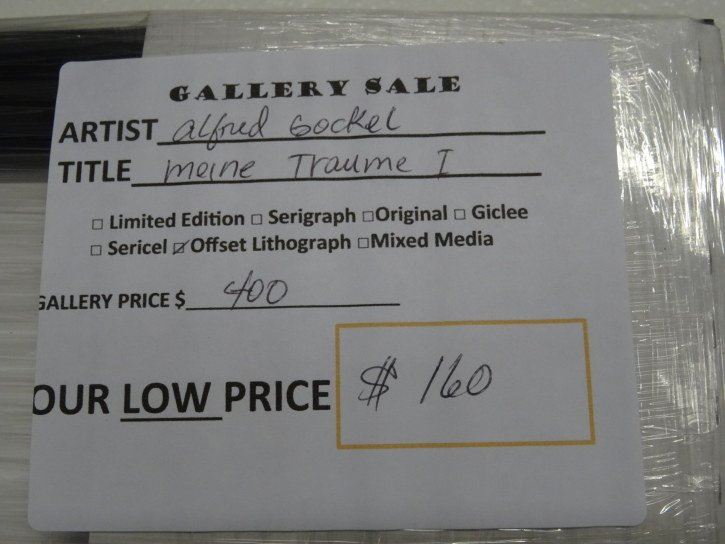 GALLERY SALE
ARTIST alfred Gockel
TITLE meine Traume I
□ Limited Edition □ Serigraph □Original □ Giclee
□ Sericel ☑Offset Lithograph □Mixed Media
GALLERY PRICE $ 400
OUR LOW PRICE $ 160